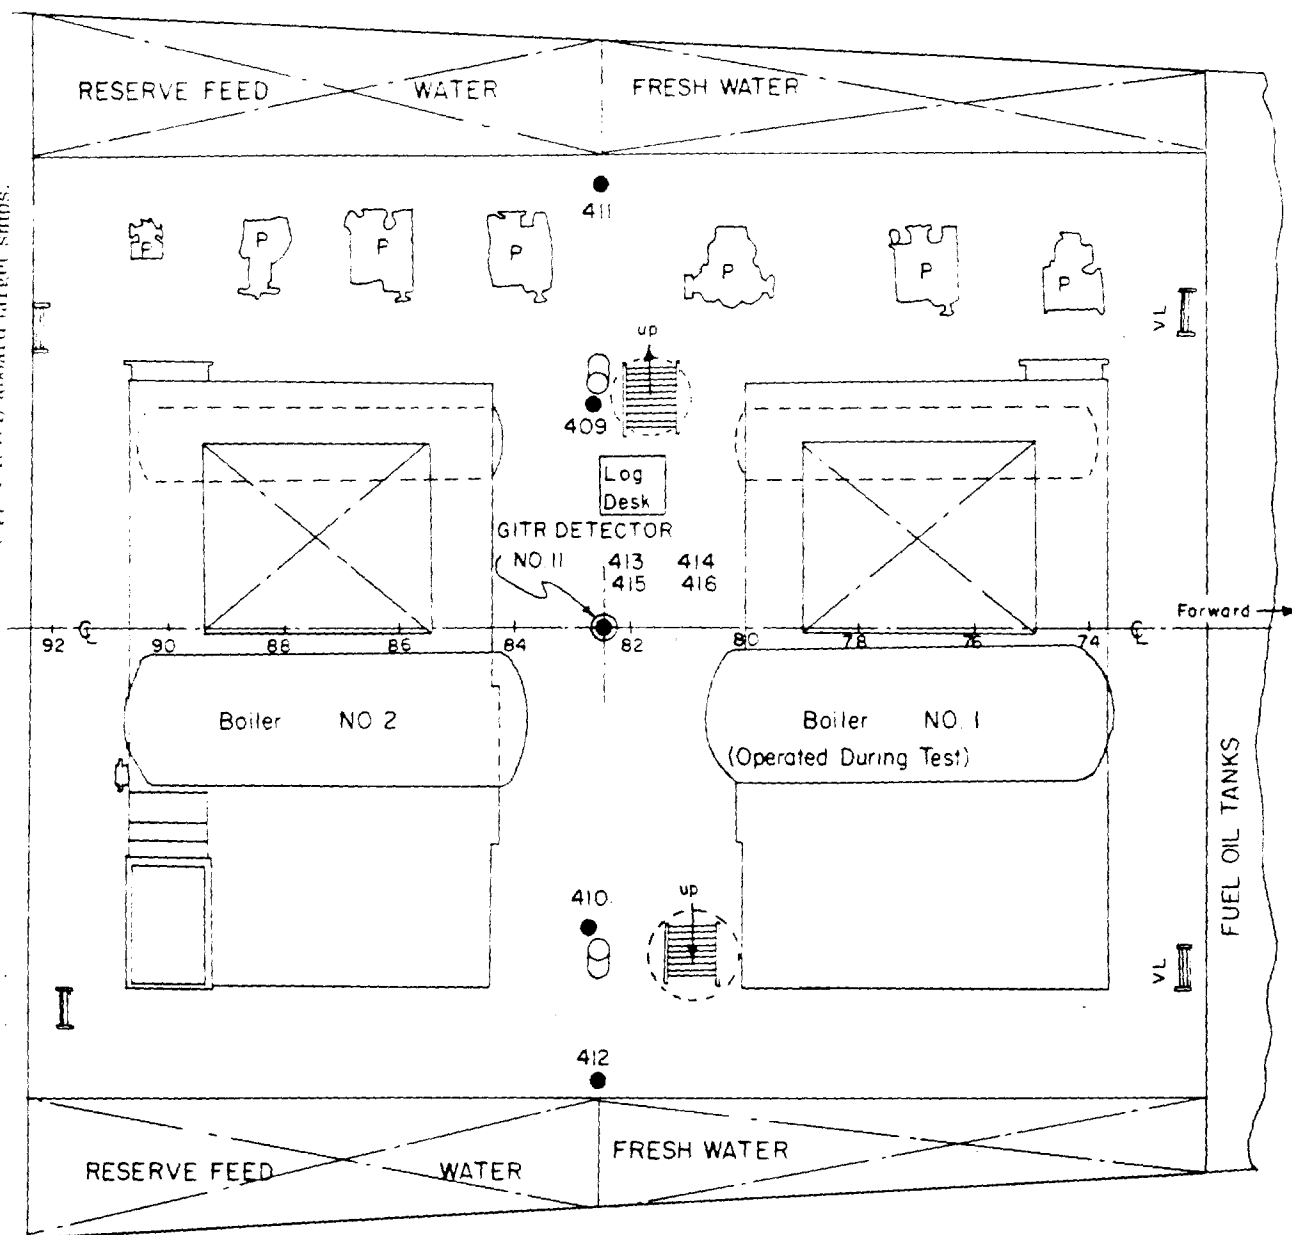 RESERVE FEED WATER FRESH WATER
411
P P P P P P P
VL
up
409
Log
Desk
GITR DETECTOR
NO. 11 413 414
415 416
Forward
92 90 88 86 84 82 80 78 76 74
Boiler NO. 2
Boiler NO. 1
(Operated During Test)
FUEL OIL TANKS
410
up
VL
412
RESERVE FEED WATER FRESH WATER
target ships.